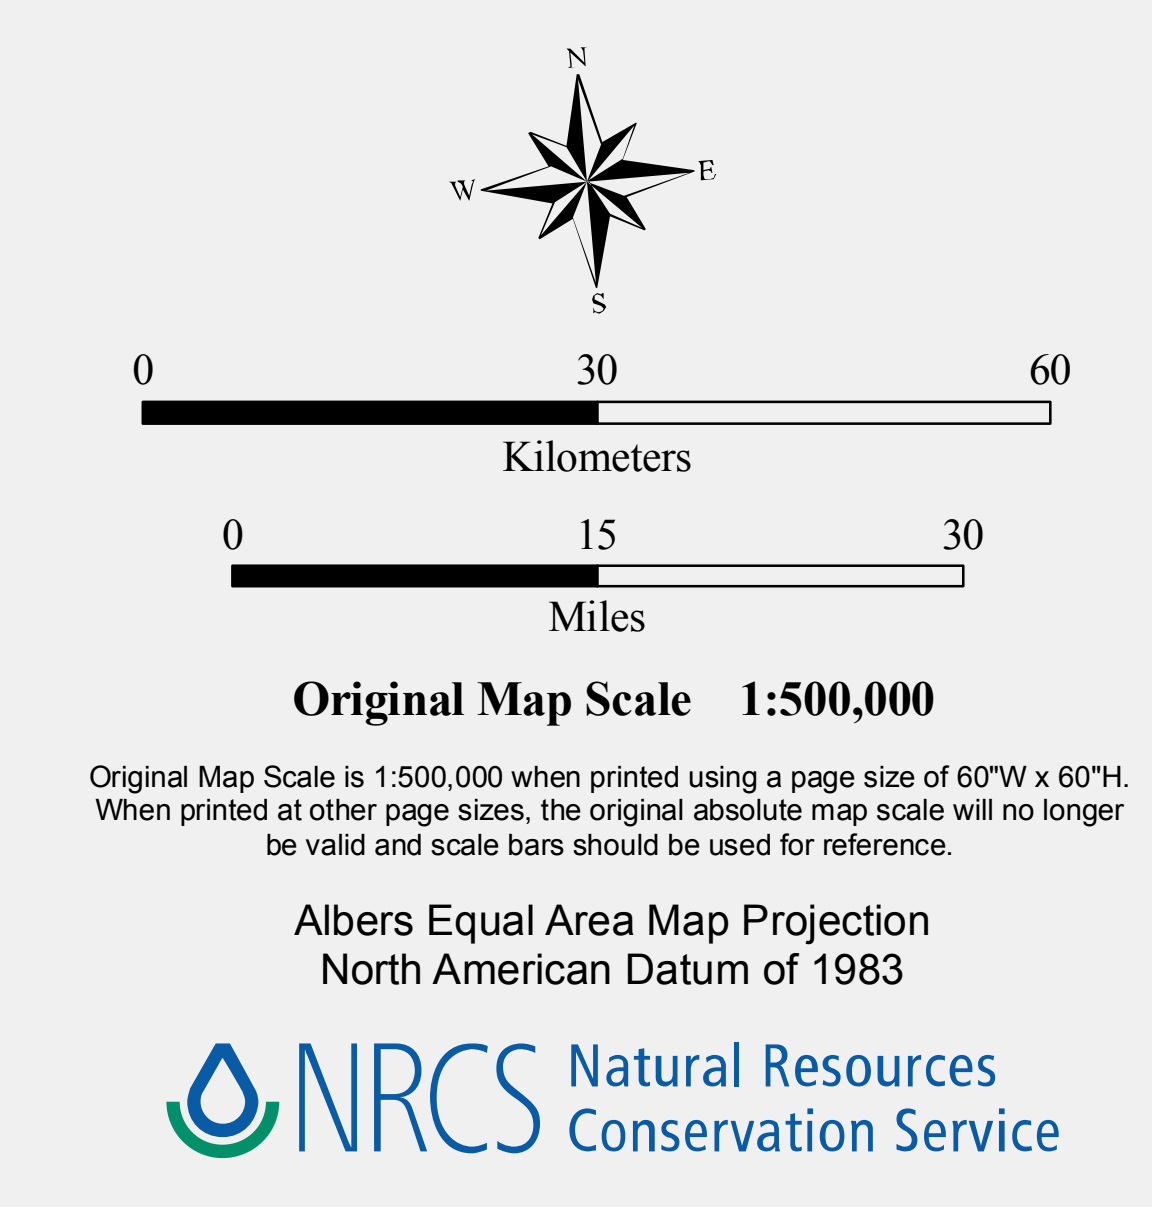 N
W E
S
0 30 60
Kilometers
0 15 30
Miles
Original Map Scale 1:500,000
Original Map Scale is 1:500,000 when printed using a page size of 60"W x 60"H.
When printed at other page sizes, the original absolute map scale will no longer
be valid and scale bars should be used for reference.
Albers Equal Area Map Projection
North American Datum of 1983
NRCS Natural Resources
Conservation Service